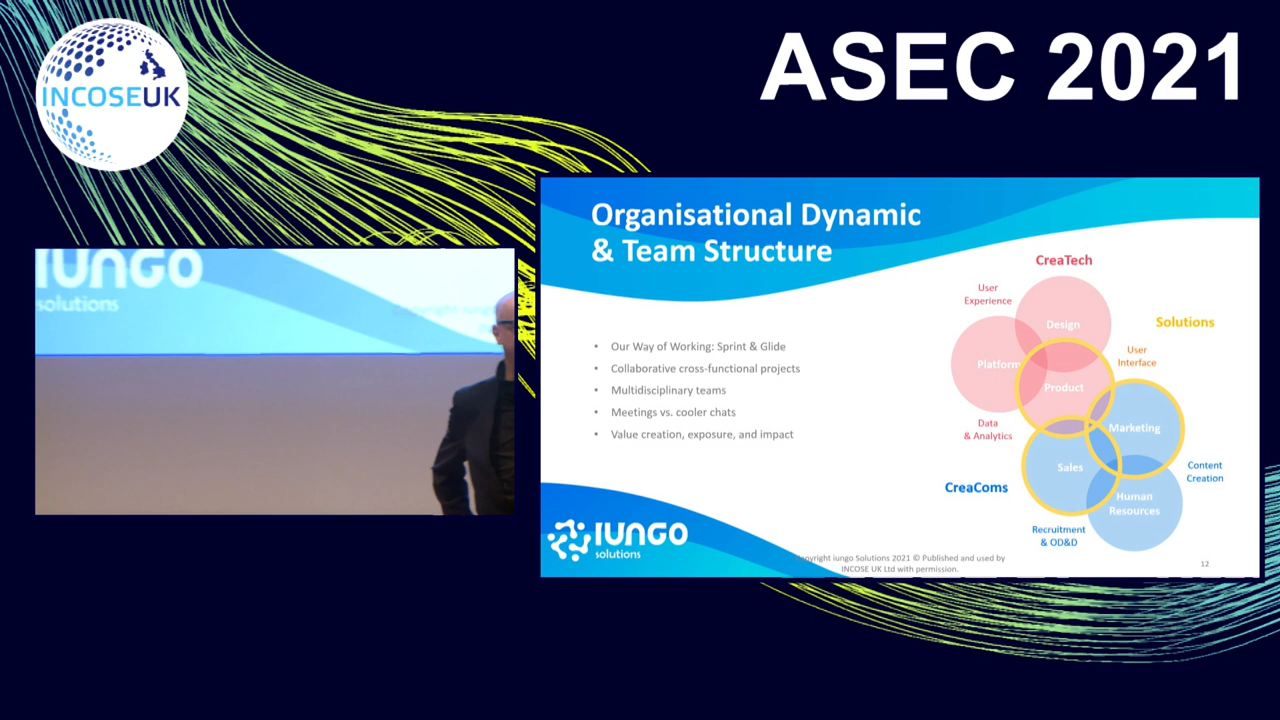 INCOSEUK
ASEC 2021
IUNGO
solutions
Organisational Dynamic
& Team Structure
• Our Way of Working: Sprint & Glide
• Collaborative cross-functional projects
• Multidisciplinary teams
• Meetings vs. cooler chats
• Value creation, exposure, and impact
CreaTech
User
Experience
Design
Solutions
User
Interface
Platform
Product
Data
& Analytics
Marketing
Sales
Content
Creation
CreaComs
Human
Resources
Recruitment
& OD&D
IUNGO
solutions
iungo Solutions 2021 © Published and used by
INCOSE UK Ltd with permission.
12